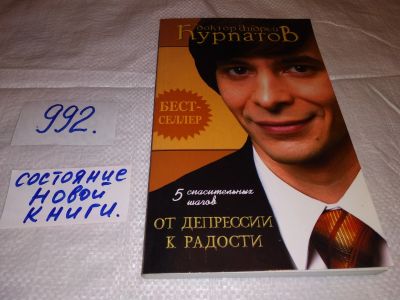 992.
состояние
новой
книги.
доктор Андрей
Курпатов
БЕСТ-
СЕЛЛЕР
5 спасительных
шагов
ОТ ДЕПРЕССИИ
К РАДОСТИ